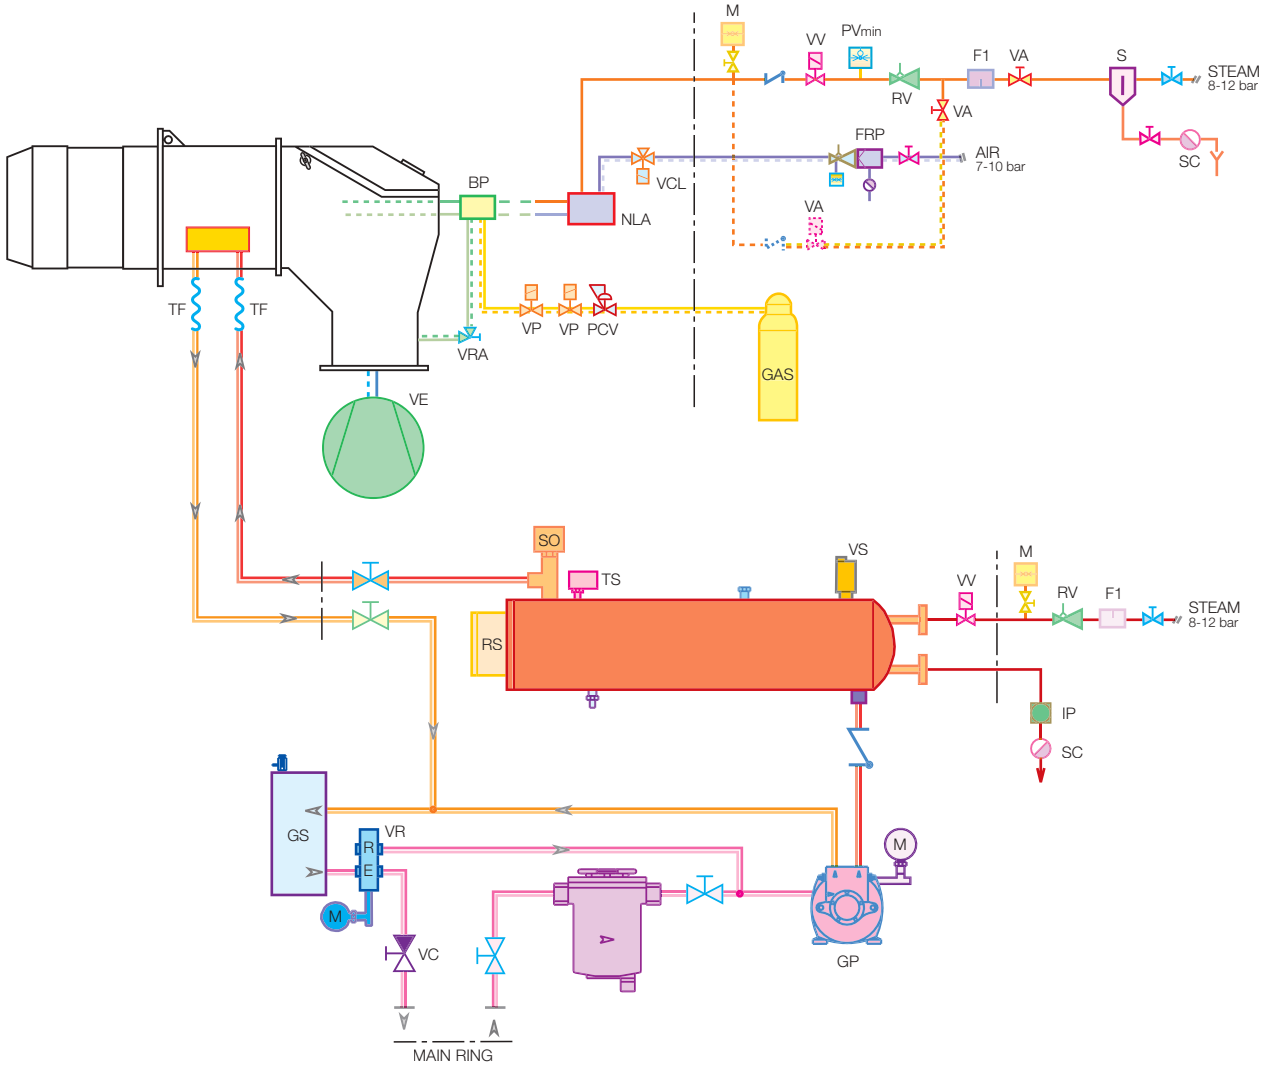 M
VV
PVmin
RV
F1
VA
S
STEAM
8-12 bar
VA
FRP
AIR
7-10 bar
SC
VCL
BP
NLA
VA
TF
TF
VP
VP
PCV
VRA
GAS
VE
SO
TS
VS
VV
M
RV
F1
STEAM
8-12 bar
RS
IP
SC
GS
VR
R
E
M
M
VC
GP
MAIN RING